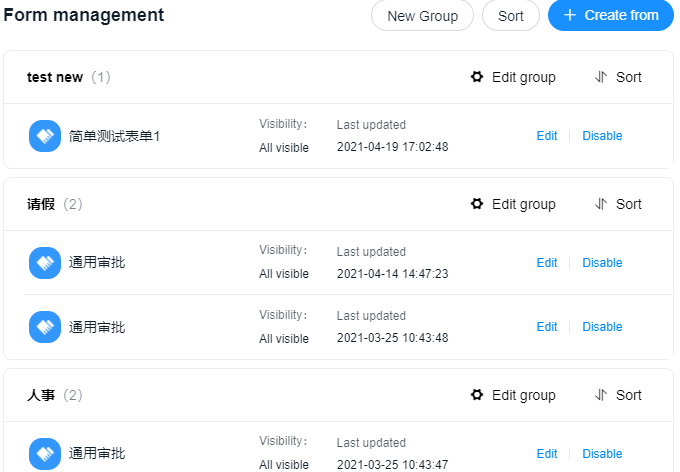 Form management New Group Sort + Create from
test new (1) Edit group Sort
简单测试表单1 Visibility: Last updated
All visible 2021-04-19 17:02:48 Edit Disable
请假 (2) Edit group Sort
通用审批 Visibility: Last updated
All visible 2021-04-14 14:47:23 Edit Disable
通用审批 Visibility: Last updated
All visible 2021-03-25 10:43:48 Edit Disable
人事 (2) Edit group Sort
通用审批 Visibility: Last updated
All visible 2021-03-25 10:43:47 Edit Disable